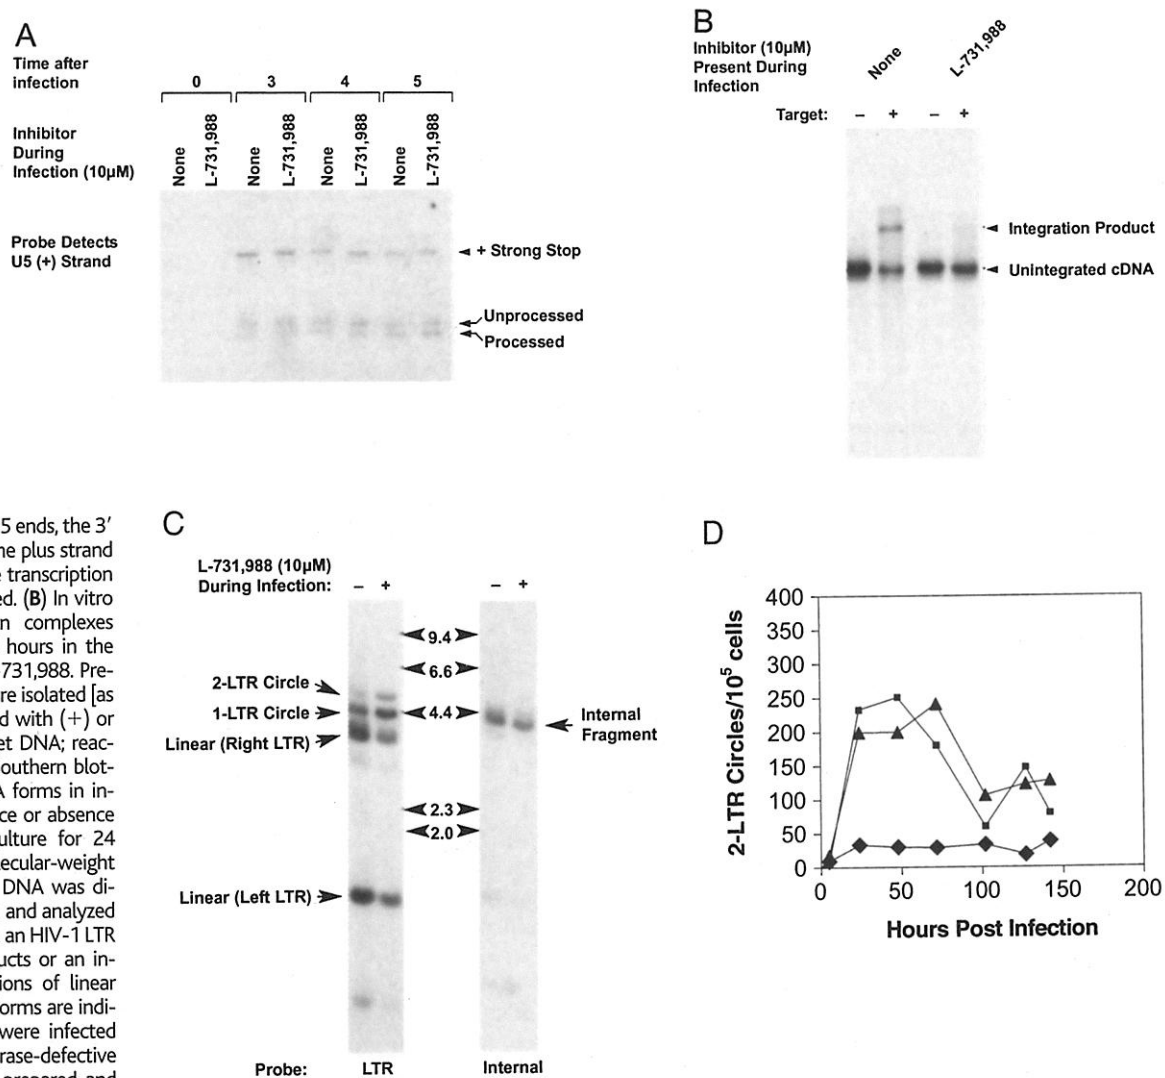 A
Time after
infection
0 3 4 5
Inhibitor
During
Infection (10µM)
None
L-731,988
None
L-731,988
None
L-731,988
None
L-731,988
Probe Detects
U5 (+) Strand
+ Strong Stop
Unprocessed
Processed
B
Inhibitor (10µM)
Present During
Infection
None
L-731,988
Target: – + – +
Integration Product
Unintegrated cDNA
5 ends, the 3′
ne plus strand
e transcription
ed. (B) In vitro
n complexes
hours in the
-731,988. Pre-
re isolated [as
d with (+) or
et DNA; reac-
outhern blot-
A forms in in-
ce or absence
ulture for 24
lecular-weight
DNA was di-
and analyzed
an HIV-1 LTR
ucts or an in-
ions of linear
orms are indi-
were infected
rase-defective
prepared and
C
L-731,988 (10µM)
During Infection: – + – +
9.4
6.6
2-LTR Circle
1-LTR Circle
4.4
Linear (Right LTR)
Internal
Fragment
2.3
2.0
Linear (Left LTR)
Probe: LTR Internal
D
2-LTR Circles/10⁵ cells
400
350
300
250
200
150
100
50
0
0 50 100 150 200
Hours Post Infection